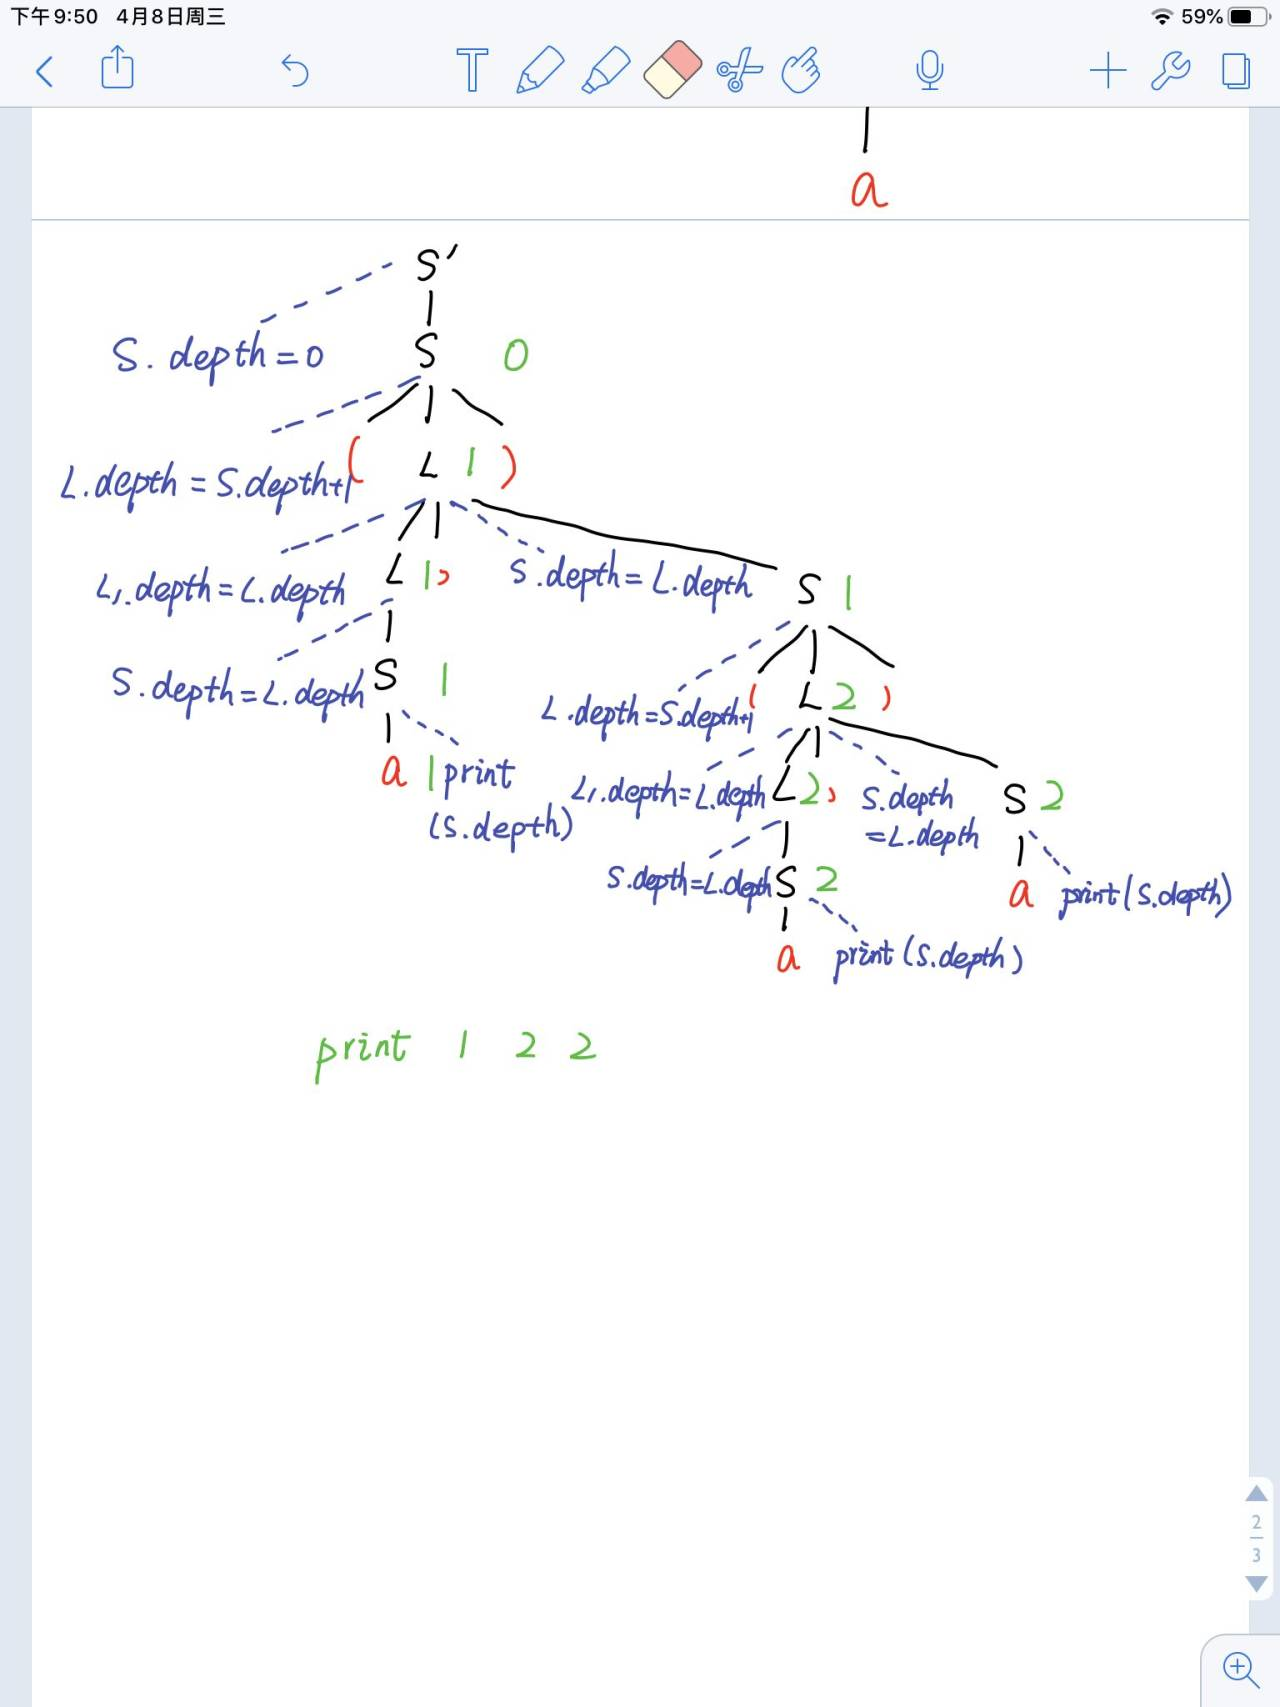 下午9:50 4月8日周三 59%
T
a
S'
S. depth=0 S 0
L.depth = S.depth+1 ( L 1 )
L1.depth=L.depth L 1 , S.depth=L.depth S 1
S.depth=L.depth S 1 L.depth=S.depth+1 ( L 2 )
a 1 print L1.depth=L.depth L 2 , S.depth S 2
(S.depth) =L.depth
S.depth=L.depth S 2 a print(S.depth)
a print(S.depth)
print 1 2 2
2
3